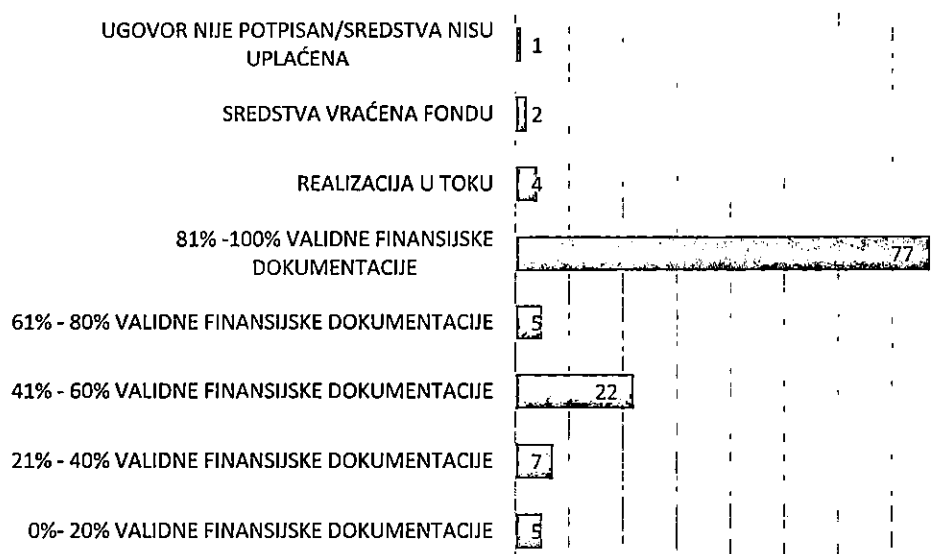 UGOVOR NIJE POTPISAN/SREDSTVA NISU
UPLAĆENA
1
SREDSTVA VRAĆENA FONDU
2
REALIZACIJA U TOKU
4
81% -100% VALIDNE FINANSIJSKE
DOKUMENTACIJE
77
61% - 80% VALIDNE FINANSIJSKE DOKUMENTACIJE
5
41% - 60% VALIDNE FINANSIJSKE DOKUMENTACIJE
22
21% - 40% VALIDNE FINANSIJSKE DOKUMENTACIJE
7
0%- 20% VALIDNE FINANSIJSKE DOKUMENTACIJE
5